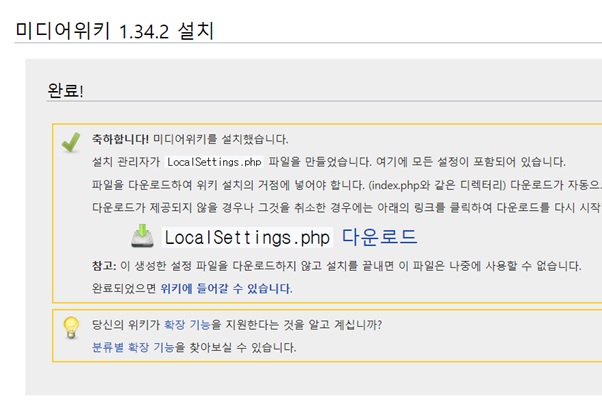 미디어위키 1.34.2 설치
완료!
축하합니다! 미디어위키를 설치했습니다.
설치 관리자가 LocalSettings.php 파일을 만들었습니다. 여기에 모든 설정이 포함되어 있습니다.
파일을 다운로드하여 위키 설치의 거점에 넣어야 합니다. (index.php와 같은 디렉터리) 다운로드가 자동으
다운로드가 제공되지 않을 경우나 그것을 취소한 경우에는 아래의 링크를 클릭하여 다운로드를 다시 시작
LocalSettings.php 다운로드
참고: 이 생성한 설정 파일을 다운로드하지 않고 설치를 끝내면 이 파일은 나중에 사용할 수 없습니다.
완료되었으면 위키에 들어갈 수 있습니다.
당신의 위키가 확장 기능을 지원한다는 것을 알고 계십니까?
분류별 확장 기능을 찾아보실 수 있습니다.